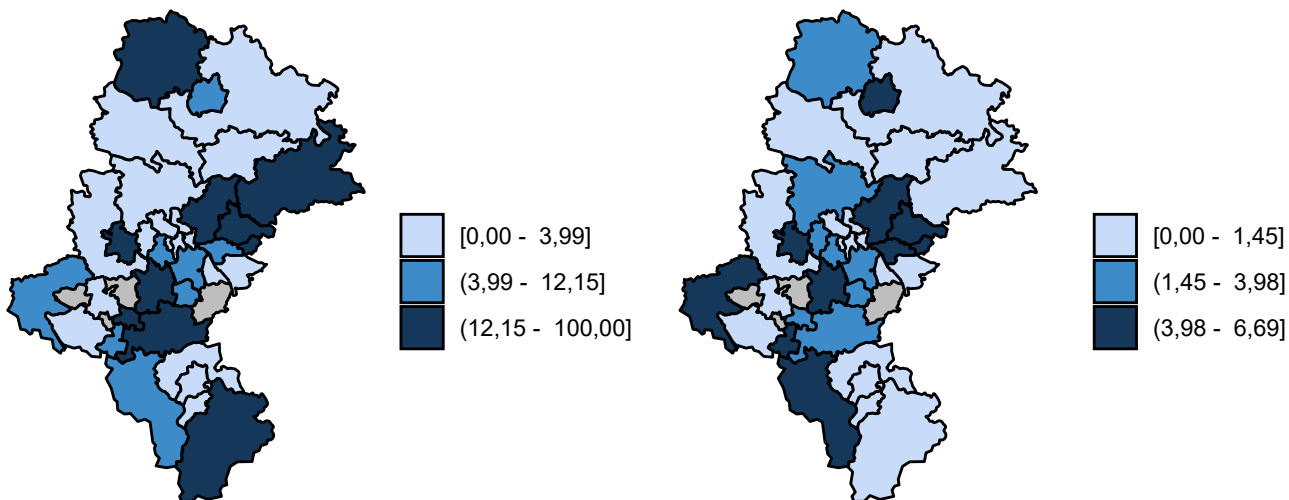 [0,00 - 3,99]
(3,99 - 12,15]
(12,15 - 100,00]
[0,00 - 1,45]
(1,45 - 3,98]
(3,98 - 6,69]